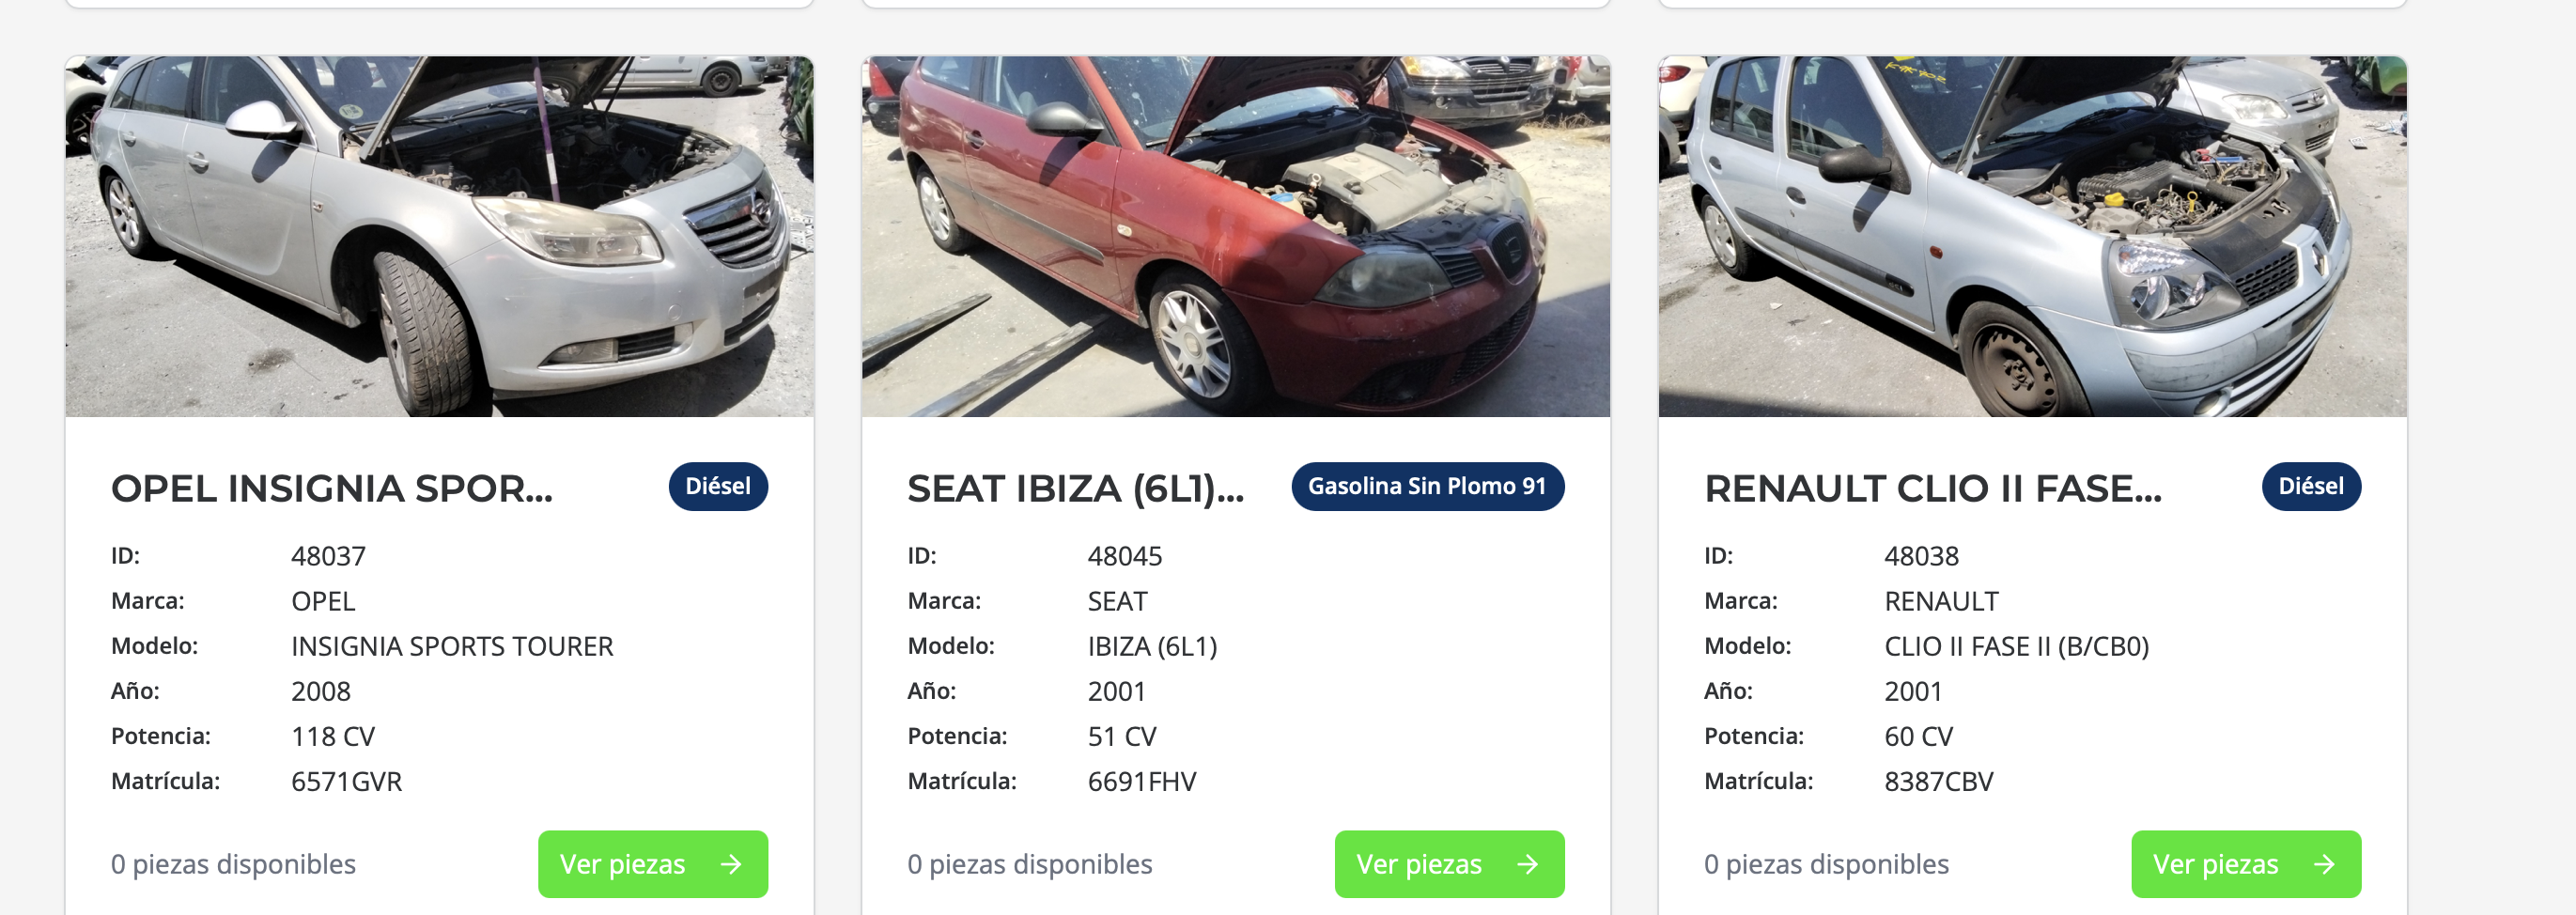 OPEL INSIGNIA SPOR...
Diésel
ID: 48037
Marca: OPEL
Modelo: INSIGNIA SPORTS TOURER
Año: 2008
Potencia: 118 CV
Matrícula: 6571GVR
0 piezas disponibles
Ver piezas →
SEAT IBIZA (6L1)...
Gasolina Sin Plomo 91
ID: 48045
Marca: SEAT
Modelo: IBIZA (6L1)
Año: 2001
Potencia: 51 CV
Matrícula: 6691FHV
0 piezas disponibles
Ver piezas →
RENAULT CLIO II FASE...
Diésel
ID: 48038
Marca: RENAULT
Modelo: CLIO II FASE II (B/CB0)
Año: 2001
Potencia: 60 CV
Matrícula: 8387CBV
0 piezas disponibles
Ver piezas →